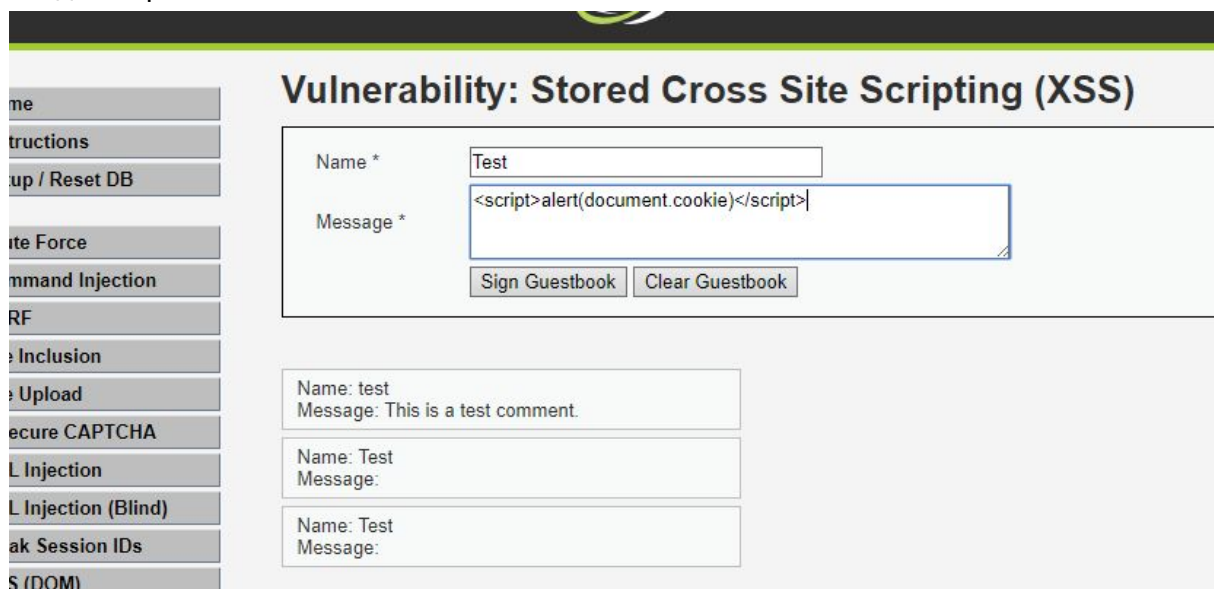 Vulnerability: Stored Cross Site Scripting (XSS)
me
tructions
tup / Reset DB
ute Force
mmand Injection
RF
e Inclusion
e Upload
ecure CAPTCHA
L Injection
L Injection (Blind)
ak Session IDs
S (DOM)
Name *
Test
Message *
<script>alert(document.cookie)</script>
Sign Guestbook
Clear Guestbook
Name: test
Message: This is a test comment.
Name: Test
Message:
Name: Test
Message: